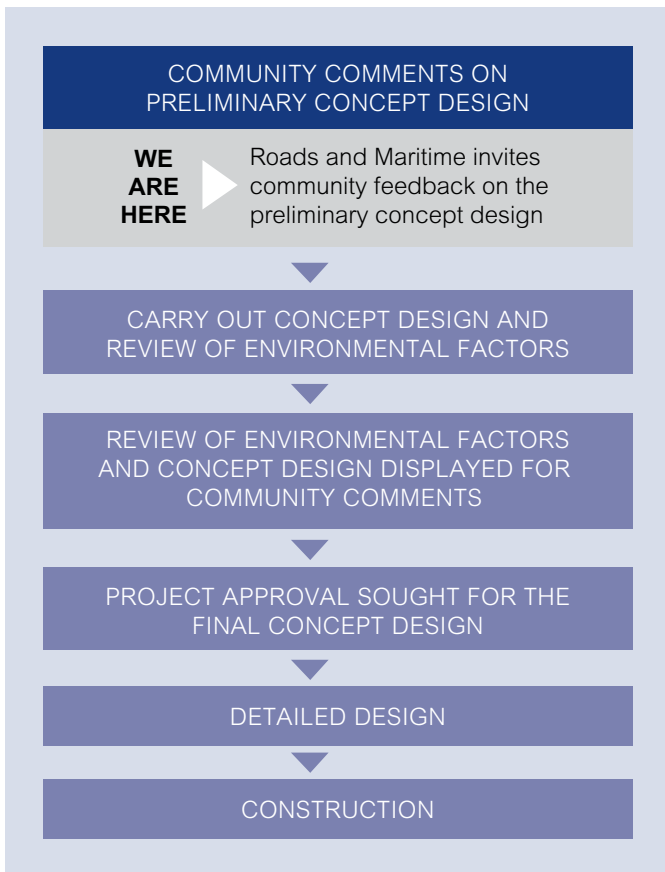 COMMUNITY COMMENTS ON
PRELIMINARY CONCEPT DESIGN
WE
ARE
HERE
Roads and Maritime invites
community feedback on the
preliminary concept design
CARRY OUT CONCEPT DESIGN AND
REVIEW OF ENVIRONMENTAL FACTORS
REVIEW OF ENVIRONMENTAL FACTORS
AND CONCEPT DESIGN DISPLAYED FOR
COMMUNITY COMMENTS
PROJECT APPROVAL SOUGHT FOR THE
FINAL CONCEPT DESIGN
DETAILED DESIGN
CONSTRUCTION